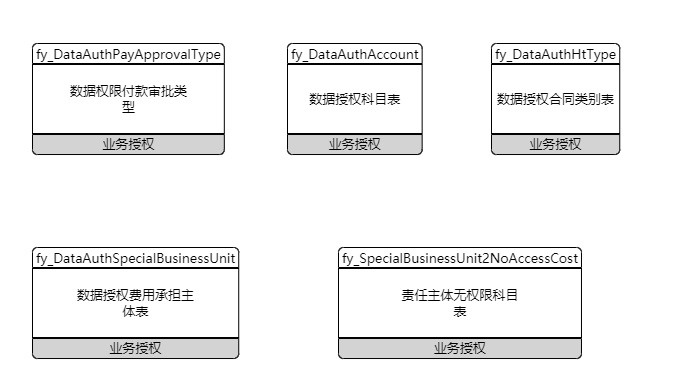 fy_DataAuthPayApprovalType
数据权限付款审批类
型
业务授权
fy_DataAuthAccount
数据授权科目表
业务授权
fy_DataAuthHtType
数据授权合同类别表
业务授权
fy_DataAuthSpecialBusinessUnit
数据授权费用承担主
体表
业务授权
fy_SpecialBusinessUnit2NoAccessCost
责任主体无权限科目
表
业务授权